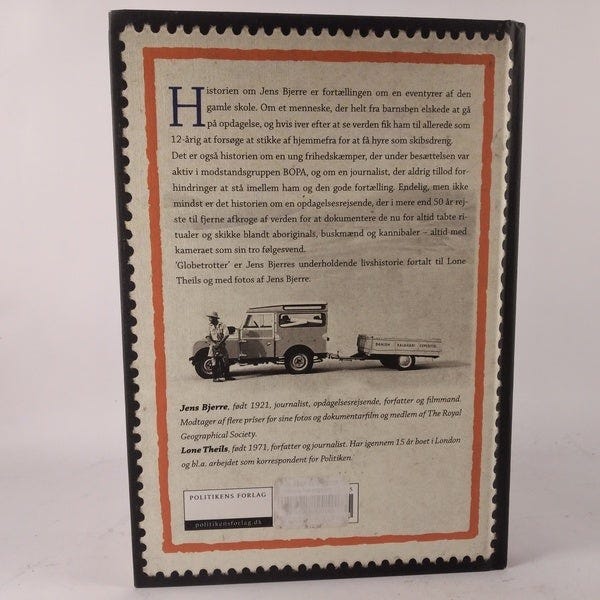 Historien om Jens Bjerre er fortællingen om en eventyrer af den
gamle skole. Om et menneske, der helt fra barnsben elskede at gå
på opdagelse, og hvis iver efter at se verden fik ham til allerede som
12-årig at forsøge at stikke af hjemmefra for at få hyre som skibsdreng.
Det er også historien om en ung frihedskæmper, der under besættelsen var
aktiv i modstandsgruppen BOPA, og om en journalist, der aldrig tillod for-
hindringer at stå imellem ham og den gode fortælling. Endelig, men ikke
mindst er det historien om en opdagelsesrejsende, der i mere end 50 år rej-
ste til fjerne afkroge af verden for at dokumentere de nu for altid tabte ri-
tualer og skikke blandt aboriginals, buskmænd og kannibaler – altid med
kameraet som sin tro følgesvend.
'Globetrotter' er Jens Bjerres underholdende livshistorie fortalt til Lone
Theils og med fotos af Jens Bjerre.
DANISH KALAHARI EXPEDITION
Jens Bjerre, født 1921, journalist, opdagelsesrejsende, forfatter og filmmand.
Modtager af flere priser for sine fotos og dokumentarfilm og medlem af The Royal
Geographical Society.
Lone Theils, født 1971, forfatter og journalist. Har igennem 15 år boet i London
og bl.a. arbejdet som korrespondent for Politiken.
POLITIKENS FORLAG
politikensforlag.dk